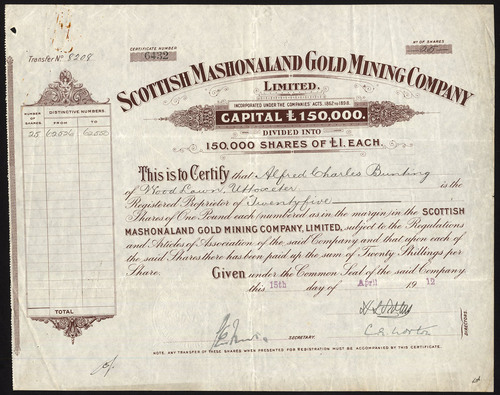 Transfer No 8208
CERTIFICATE NUMBER
6432
No OF SHARES
25
SCOTTISH MASHONALAND GOLD MINING COMPANY
LIMITED.
INCORPORATED UNDER THE COMPANIES' ACTS, 1862 TO 1898.
CAPITAL £150,000.
DIVIDED INTO
150,000 SHARES OF £1. EACH.
NUMBER OF SHARES
DISTINCTIVE NUMBERS.
FROM
TO
25 62026 62050
TOTAL
This is to Certify that Alfred Charles Bunting
of Wood Lawn, Uttoxeter is the
Registered Proprietor of Twentyfive
Shares of One Pound each (numbered as in the margin) in the SCOTTISH
MASHONALAND GOLD MINING COMPANY, LIMITED, subject to the Regulations
and Articles of Association of the said Company and that upon each of
the said Shares there has been paid up the sum of Twenty Shillings per
Share.
Given under the Common Seal of the said Company
this 15th day of April 1912
C E Norton
DIRECTORS
SECRETARY
NOTE, ANY TRANSFER OF THESE SHARES WHEN PRESENTED FOR REGISTRATION MUST BE ACCOMPANIED BY THIS CERTIFICATE.